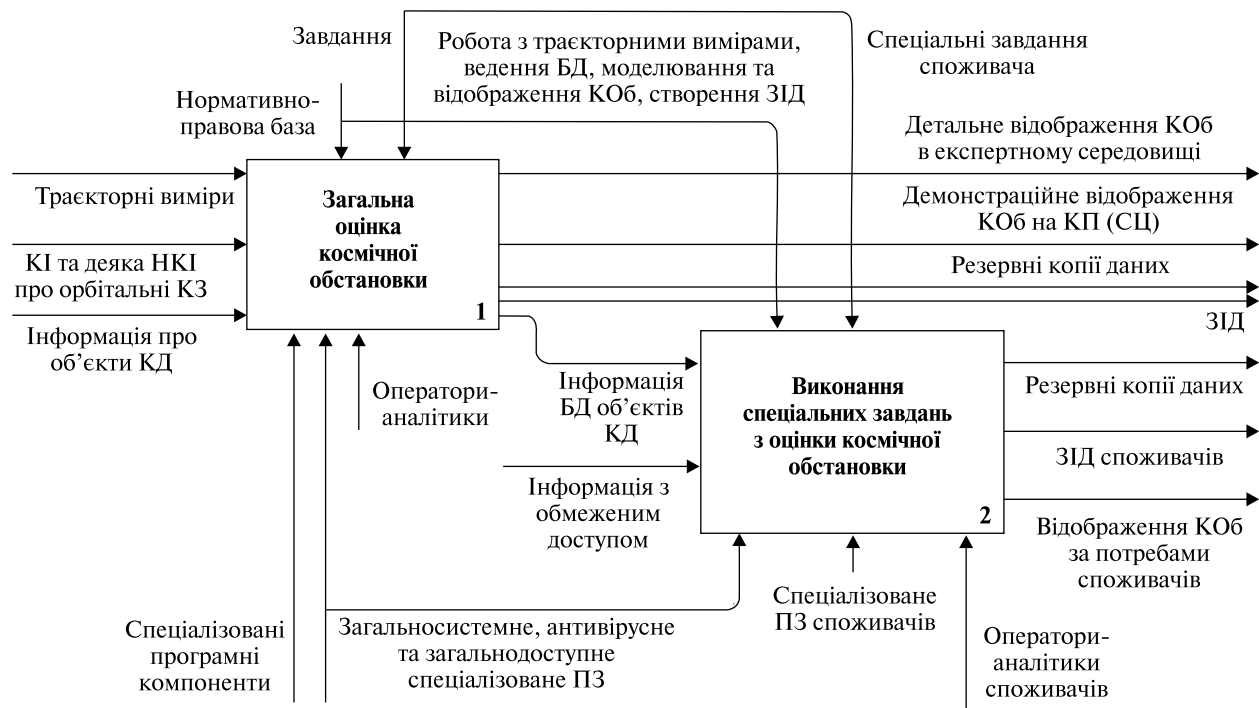 Завдання
Робота з траєкторними вимірами,
ведення БД, моделювання та
відображення КОб, створення ЗІД
Спеціальні завдання
споживача
Нормативно-
правова база
Детальне відображення КОб
в експертному середовищі
Траєкторні виміри
Загальна
оцінка
космічної
обстановки
1
Демонстраційне відображення
КОб на КП (СЦ)
КІ та деяка НКІ
про орбітальні КЗ
Резервні копії даних
ЗІД
Інформація про
об’єкти КД
Оператори-
аналітики
Інформація
БД об’єктів
КД
Виконання
спеціальних завдань
з оцінки космічної
обстановки
2
Резервні копії даних
ЗІД споживачів
Інформація з
обмеженим
доступом
Відображення КОб
за потребами
споживачів
Спеціалізовані
програмні
компоненти
Загальносистемне, антивірусне
та загальнодоступне
спеціалізоване ПЗ
Спеціалізоване
ПЗ споживачів
Оператори-
аналітики
споживачів